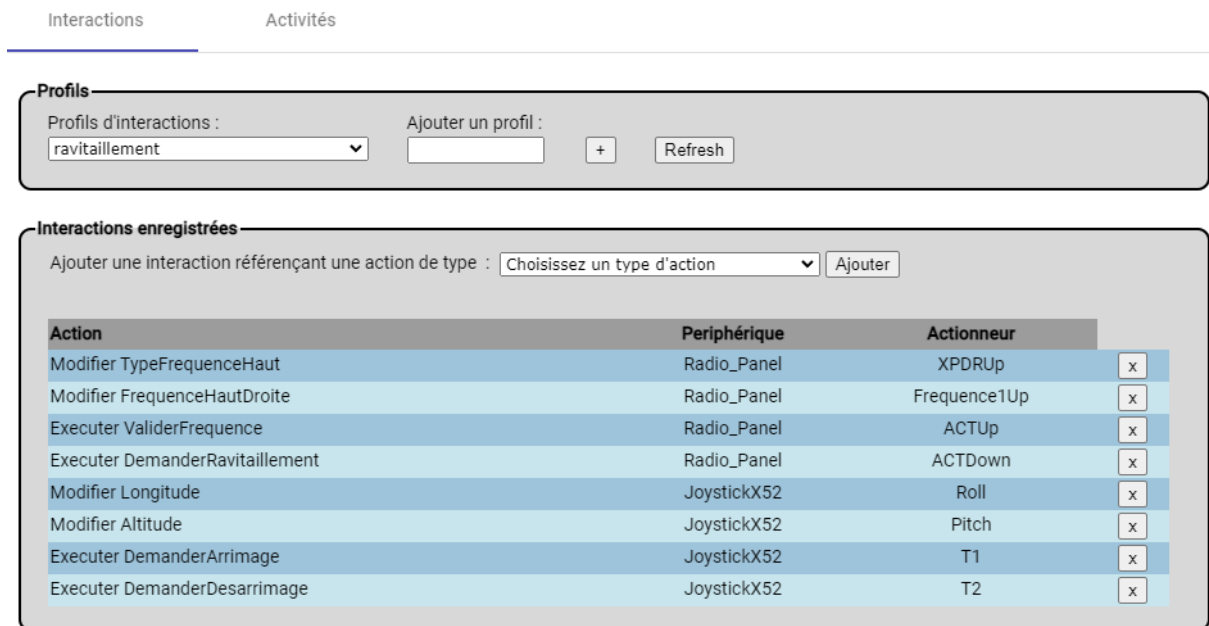 Interactions Activités
Profils
Profils d'interactions : Ajouter un profil :
ravitaillement + Refresh
Interactions enregistrées
Ajouter une interaction référençant une action de type : Choisissez un type d'action Ajouter
Action Periphérique Actionneur
Modifier TypeFrequenceHaut Radio_Panel XPDRUp x
Modifier FrequenceHautDroite Radio_Panel Frequence1Up x
Executer ValiderFrequence Radio_Panel ACTUp x
Executer DemanderRavitaillement Radio_Panel ACTDown x
Modifier Longitude JoystickX52 Roll x
Modifier Altitude JoystickX52 Pitch x
Executer DemanderArrimage JoystickX52 T1 x
Executer DemanderDesarrimage JoystickX52 T2 x